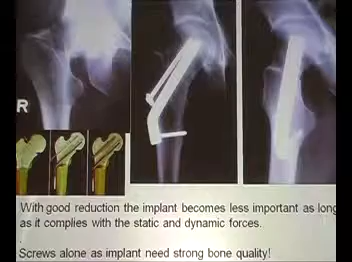 R
With good reduction the implant becomes less important as long
as it complies with the static and dynamic forces.
Screws alone as implant need strong bone quality!